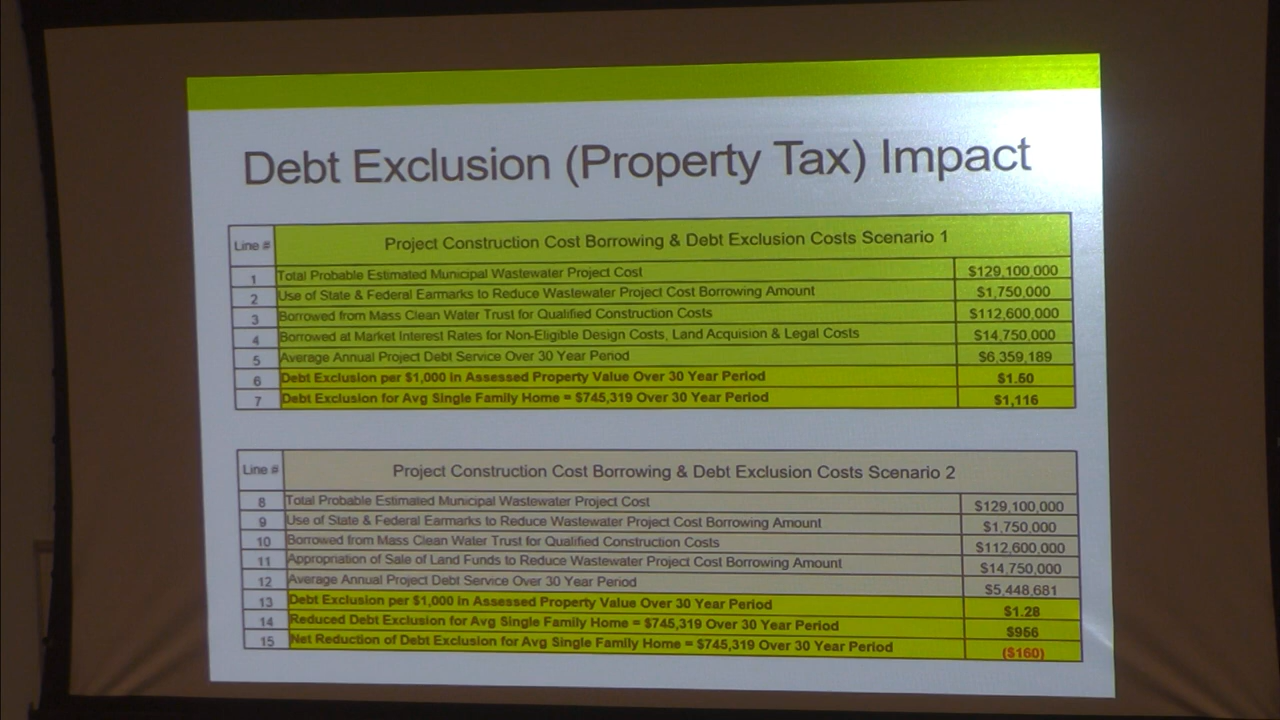 Debt Exclusion (Property Tax) Impact
Line # Project Construction Cost Borrowing & Debt Exclusion Costs Scenario 1
1 Total Probable Estimated Municipal Wastewater Project Cost $129,100,000
2 Use of State & Federal Earmarks to Reduce Wastewater Project Cost Borrowing Amount $1,750,000
3 Borrowed from Mass Clean Water Trust for Qualified Construction Costs $112,600,000
4 Borrowed at Market Interest Rates for Non-Eligible Design Costs, Land Acquision & Legal Costs $14,750,000
5 Average Annual Project Debt Service Over 30 Year Period $6,359,189
6 Debt Exclusion per $1,000 in Assessed Property Value Over 30 Year Period $1.50
7 Debt Exclusion for Avg Single Family Home = $745,319 Over 30 Year Period $1,116
Line # Project Construction Cost Borrowing & Debt Exclusion Costs Scenario 2
8 Total Probable Estimated Municipal Wastewater Project Cost $129,100,000
9 Use of State & Federal Earmarks to Reduce Wastewater Project Cost Borrowing Amount $1,750,000
10 Borrowed from Mass Clean Water Trust for Qualified Construction Costs $112,600,000
11 Appropriation of Sale of Land Funds to Reduce Wastewater Project Cost Borrowing Amount $14,750,000
12 Average Annual Project Debt Service Over 30 Year Period $5,448,681
13 Debt Exclusion per $1,000 in Assessed Property Value Over 30 Year Period $1.28
14 Reduced Debt Exclusion for Avg Single Family Home = $745,319 Over 30 Year Period $956
15 Net Reduction of Debt Exclusion for Avg Single Family Home = $745,319 Over 30 Year Period ($160)